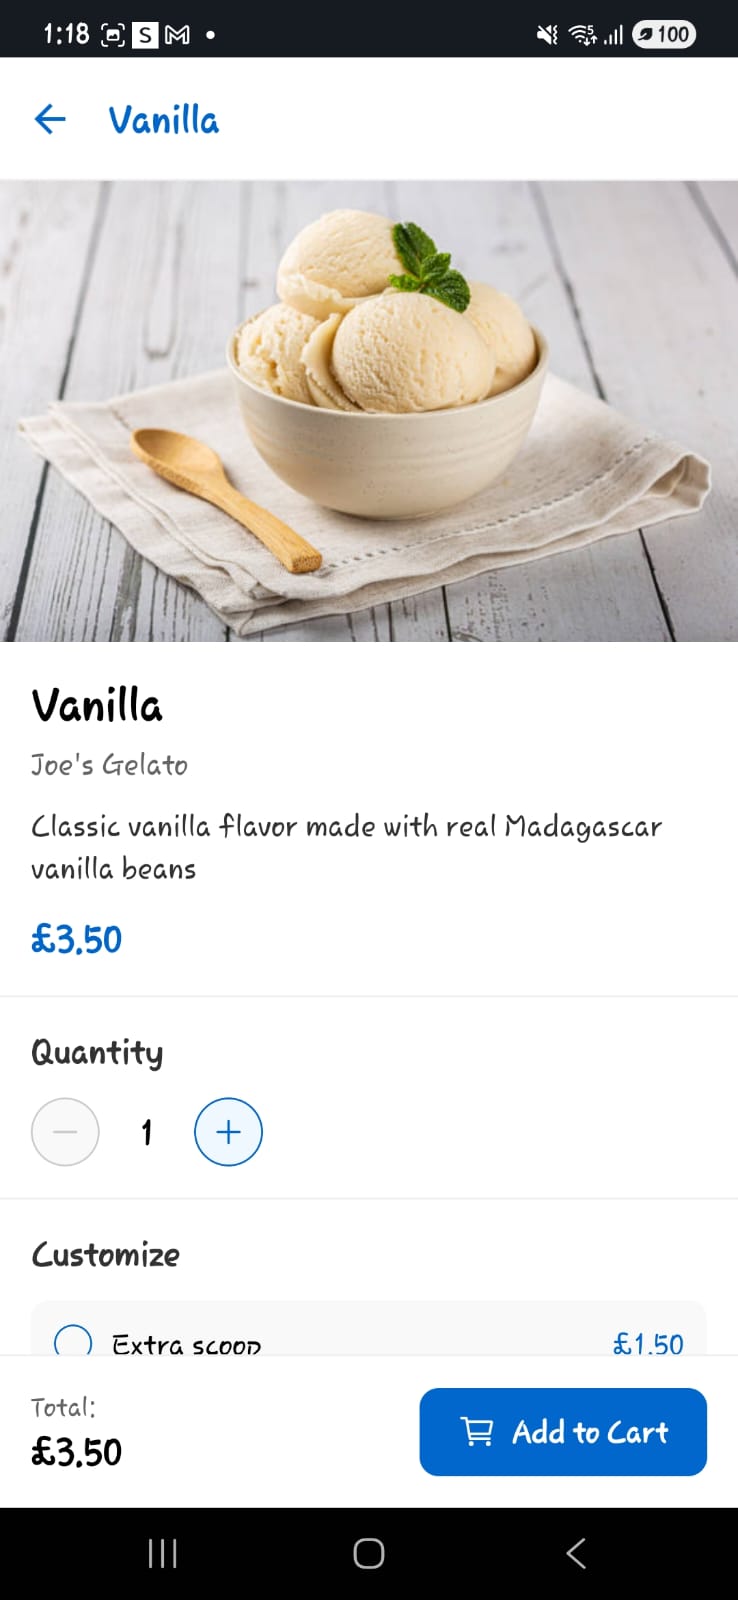 1:18 S M
100
Vanilla
Vanilla
Joe's Gelato
Classic vanilla flavor made with real Madagascar
vanilla beans
£3.50
Quantity
1
Customize
Extra scoop £1.50
Total:
£3.50
Add to Cart